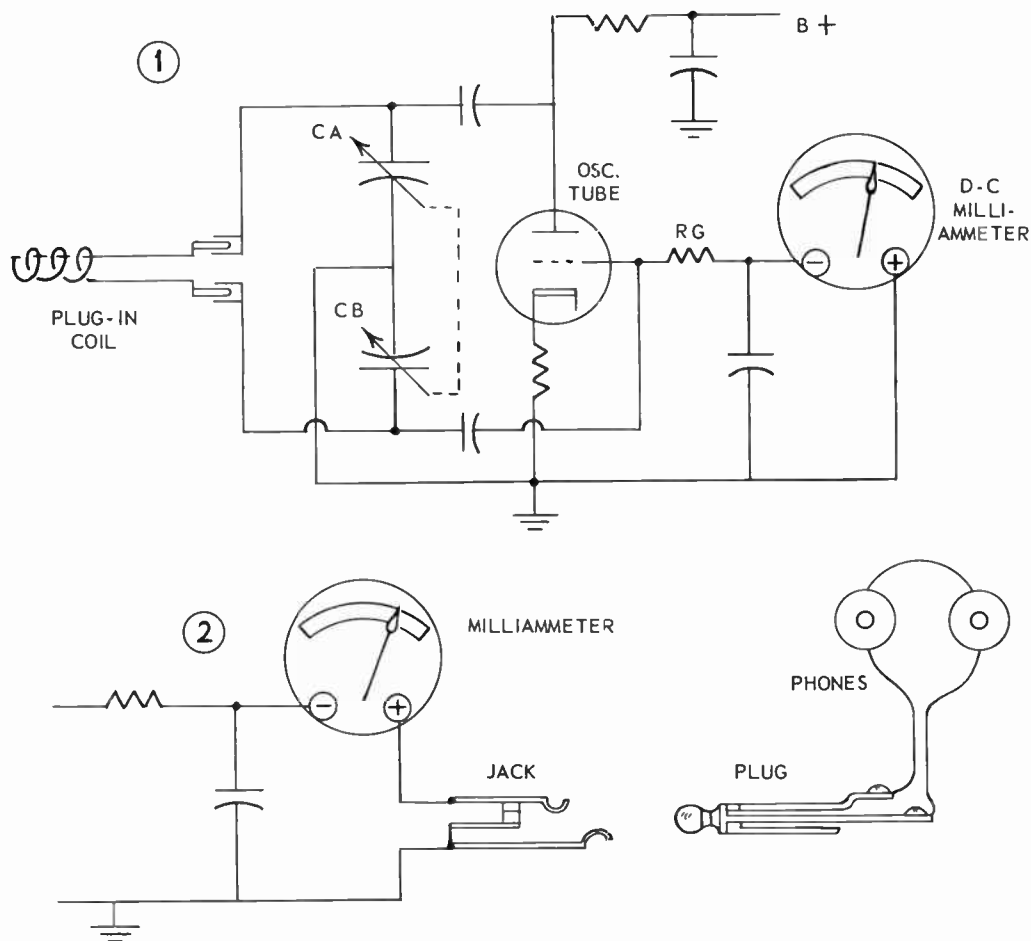 1
B +
CA
OSC.
TUBE
D-C
MILLI-
AMMETER
RG
-
+
PLUG-IN
COIL
CB
2
MILLIAMMETER
-
+
PHONES
JACK
PLUG